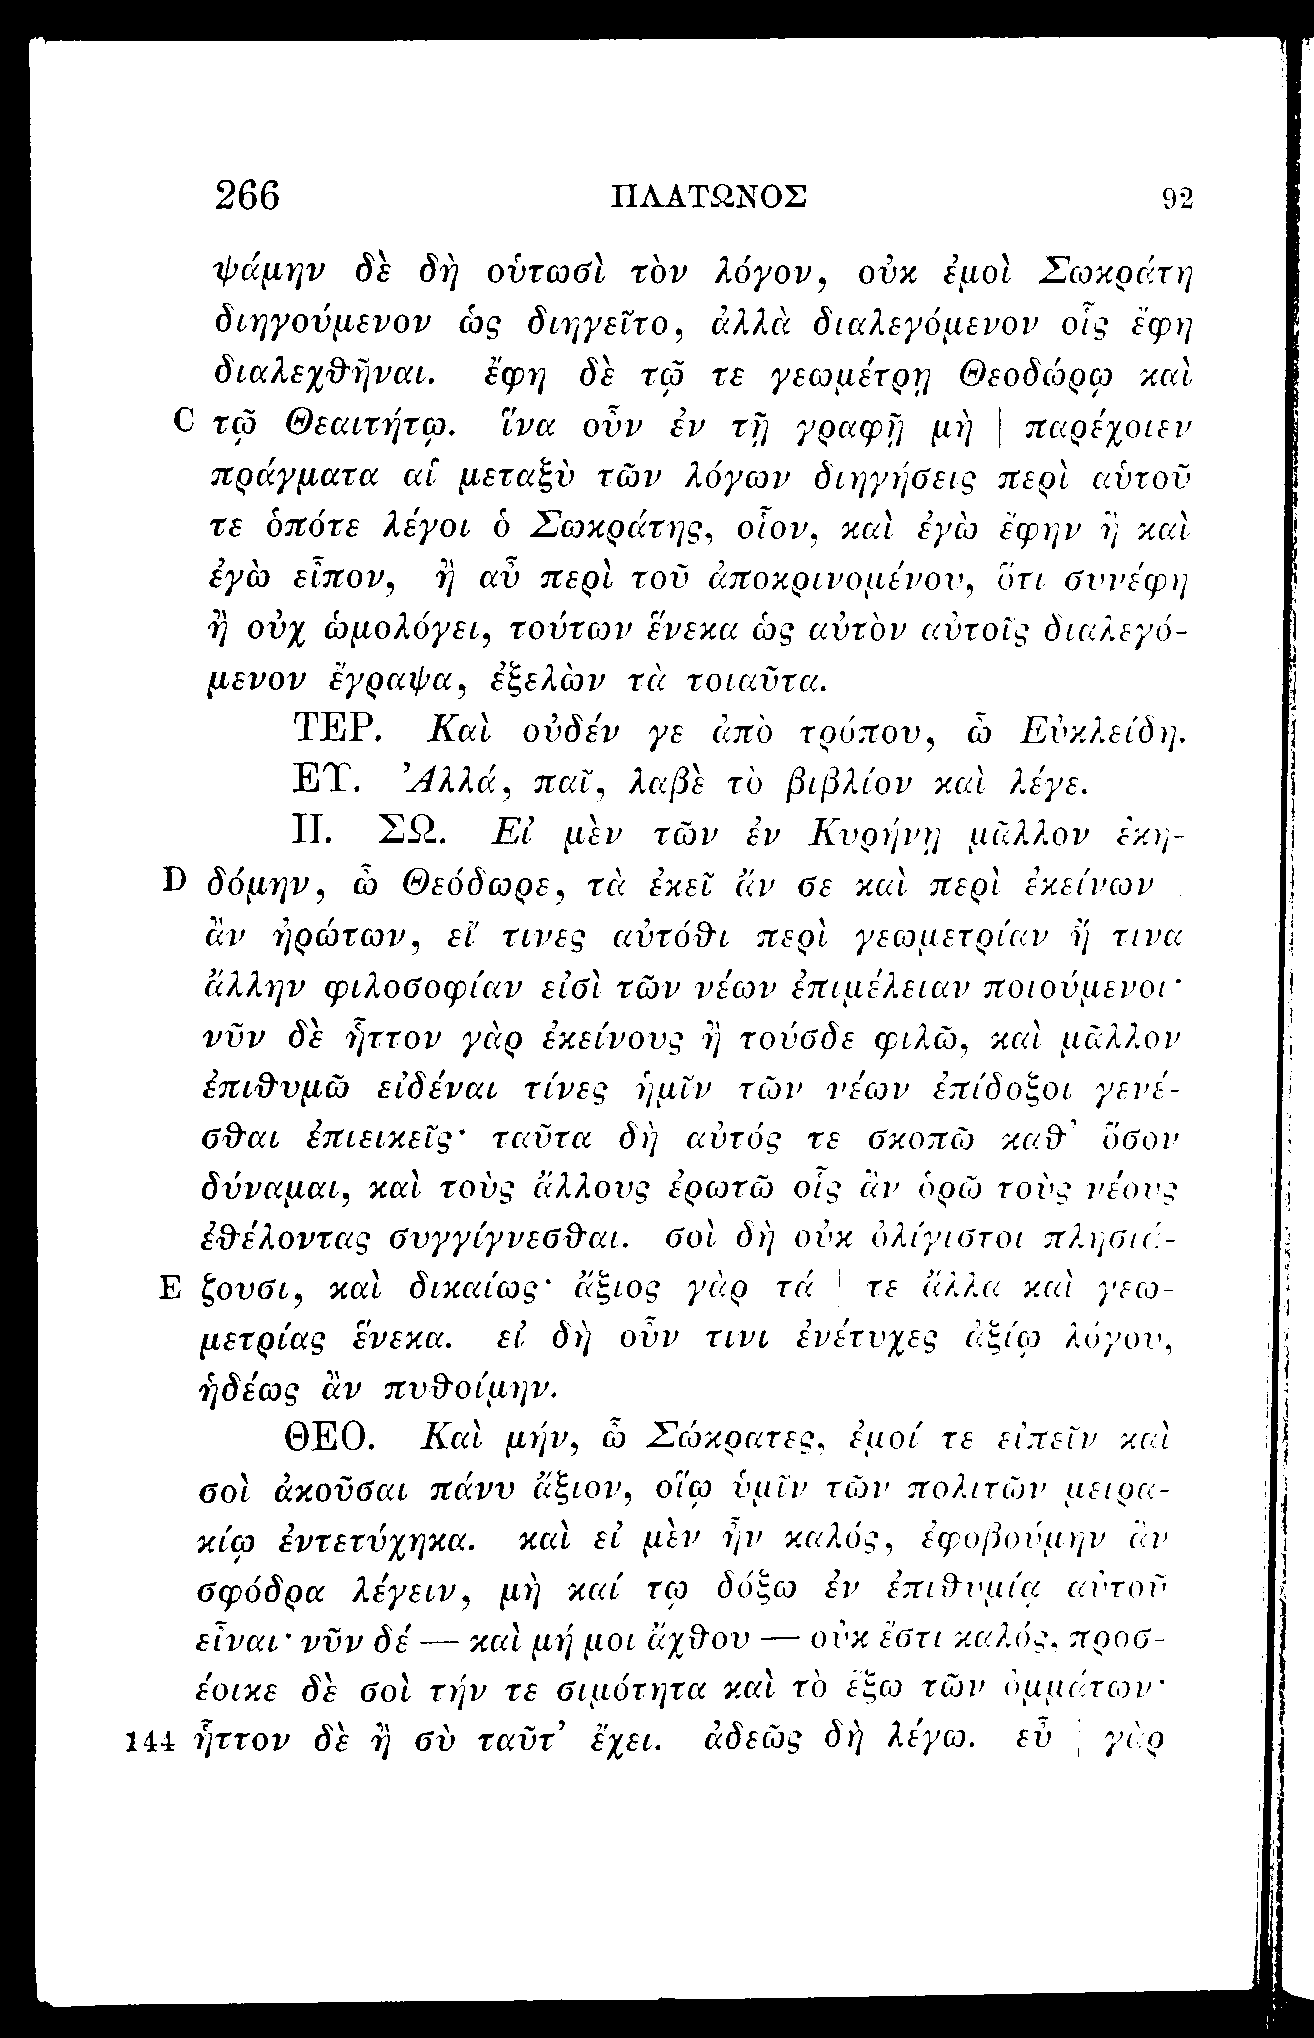 266 ΠΛΑΤΩΝΟΣ 92
ψάμην δὲ δὴ οὑτωσὶ τὸν λόγον, οὐκ ἐμοὶ Σωκράτη
διηγούμενον ὡς διηγεῖτο, ἀλλὰ διαλεγόμενον οἷς ἔφη
διαλεχθῆναι. ἔφη δὲ τῷ τε γεωμέτρῃ Θεοδώρῳ καὶ
C τῷ Θεαιτήτῳ. ἵνα οὖν ἐν τῇ γραφῇ μὴ | παρέχοιεν
πράγματα αἱ μεταξὺ τῶν λόγων διηγήσεις περὶ αὑτοῦ
τε ὁπότε λέγοι ὁ Σωκράτης, οἷον, καὶ ἐγὼ ἔφην ἢ καὶ
ἐγὼ εἶπον, ἢ αὖ περὶ τοῦ ἀποκρινομένου, ὅτι συνέφη
ἢ οὐχ ὡμολόγει, τούτων ἕνεκα ὡς αὐτὸν αὐτοῖς διαλεγό-
μενον ἔγραψα, ἐξελὼν τὰ τοιαῦτα.
ΤΕΡ. Καὶ οὐδέν γε ἀπὸ τρόπου, ὦ Εὐκλείδη.
ΕΥ. Ἀλλά, παῖ, λαβὲ τὸ βιβλίον καὶ λέγε.
II. ΣΩ. Εἰ μὲν τῶν ἐν Κυρήνῃ μᾶλλον ἐκη-
D δόμην, ὦ Θεόδωρε, τὰ ἐκεῖ ἄν σε καὶ περὶ ἐκείνων
ἂν ἠρώτων, εἴ τινες αὐτόθι περὶ γεωμετρίαν ἤ τινα
ἄλλην φιλοσοφίαν εἰσὶ τῶν νέων ἐπιμέλειαν ποιούμενοι·
νῦν δὲ ἧττον γὰρ ἐκείνους ἢ τούσδε φιλῶ, καὶ μᾶλλον
ἐπιθυμῶ εἰδέναι τίνες ἡμῖν τῶν νέων ἐπίδοξοι γενέ-
σθαι ἐπιεικεῖς· ταῦτα δὴ αὐτός τε σκοπῶ καθ᾽ ὅσον
δύναμαι, καὶ τοὺς ἄλλους ἐρωτῶ οἷς ἂν ὁρῶ τοὺς νέους
ἐθέλοντας συγγίγνεσθαι. σοὶ δὴ οὐκ ὀλίγιστοι πλησιά-
E ζουσι, καὶ δικαίως· ἄξιος γὰρ τά | τε ἄλλα καὶ γεω-
μετρίας ἕνεκα. εἰ δὴ οὖν τινι ἐνέτυχες ἀξίῳ λόγου,
ἡδέως ἂν πυθοίμην.
ΘΕΟ. Καὶ μήν, ὦ Σώκρατες, ἐμοί τε εἰπεῖν καὶ
σοὶ ἀκοῦσαι πάνυ ἄξιον, οἵῳ ὑμῖν τῶν πολιτῶν μειρα-
κίῳ ἐντετύχηκα. καὶ εἰ μὲν ἦν καλός, ἐφοβούμην ἂν
σφόδρα λέγειν, μὴ καί τῳ δόξω ἐν ἐπιθυμίᾳ αὐτοῦ
εἶναι· νῦν δέ — καὶ μή μοι ἄχθου — οὐκ ἔστι καλός, προσ-
έοικε δὲ σοὶ τήν τε σιμότητα καὶ τὸ ἔξω τῶν ὀμμάτων·
144 ἧττον δὲ ἢ σὺ ταῦτ᾽ ἔχει. ἀδεῶς δὴ λέγω. εὖ | γὰρ